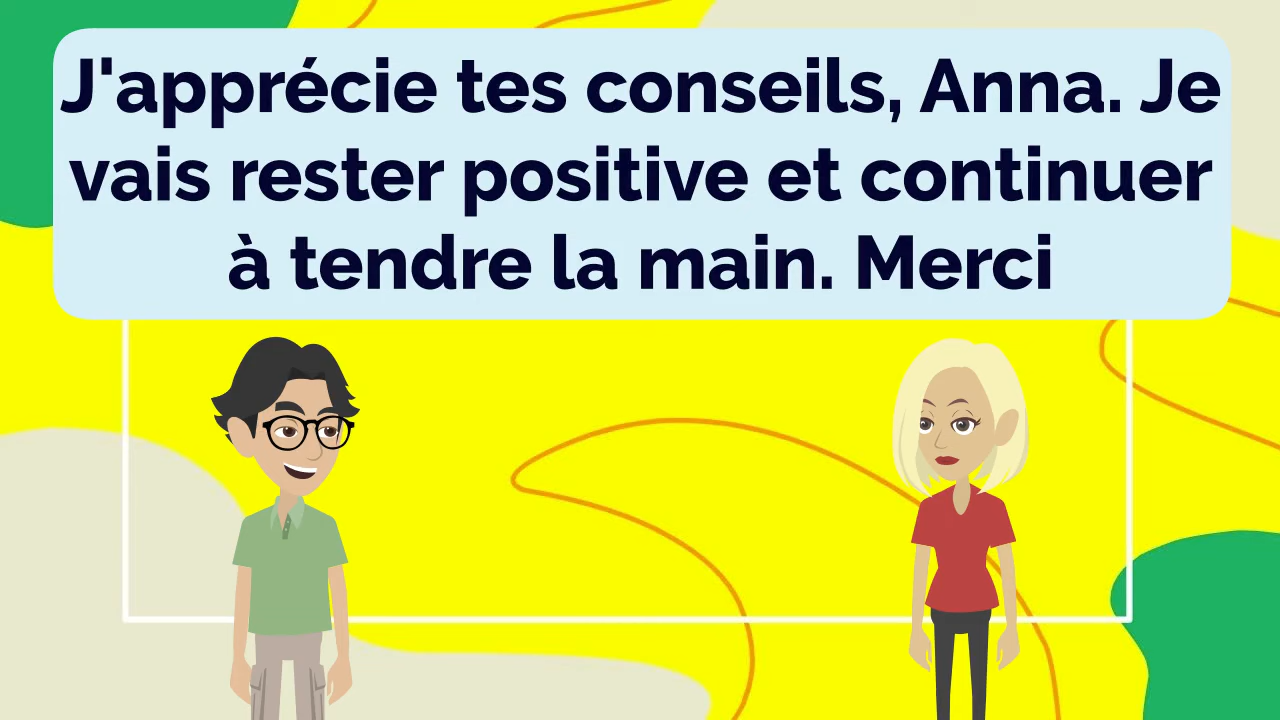 J'apprécie tes conseils, Anna. Je
vais rester positive et continuer
à tendre la main. Merci